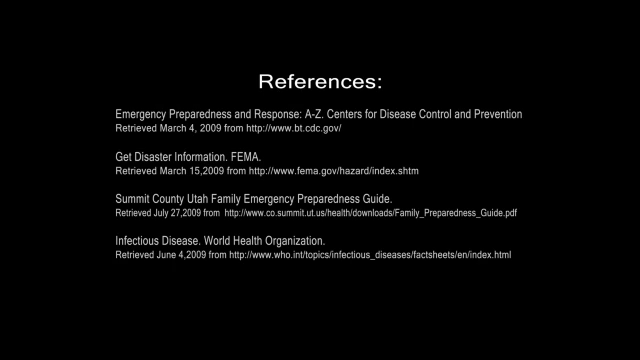 References:
Emergency Preparedness and Response: A-Z. Centers for Disease Control and Prevention
Retrieved March 4, 2009 from http://www.bt.cdc.gov/
Get Disaster Information. FEMA.
Retrieved March 15,2009 from http://www.fema.gov/hazard/index.shtm
Summit County Utah Family Emergency Preparedness Guide.
Retrieved July 27,2009 from http://www.co.summit.ut.us/health/downloads/Family_Preparedness_Guide.pdf
Infectious Disease. World Health Organization.
Retrieved June 4,2009 from http://www.who.int/topics/infectious_diseases/factsheets/en/index.html